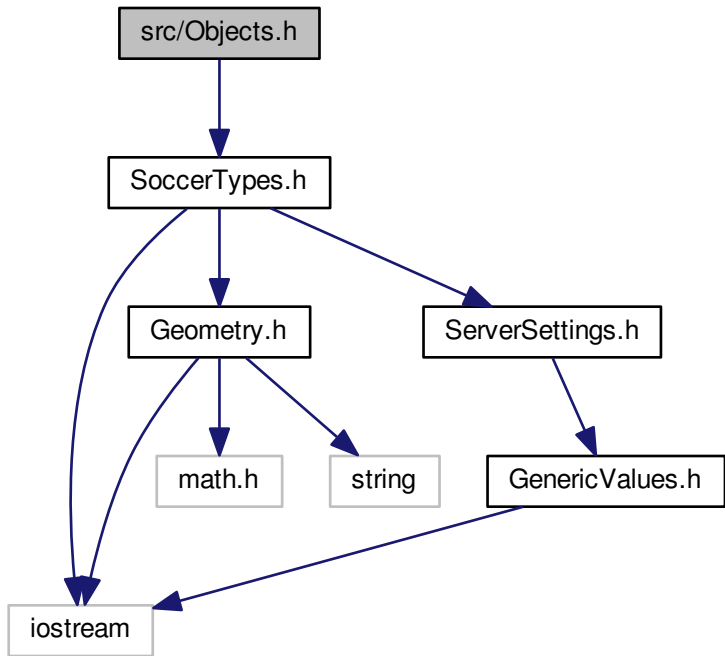 src/Objects.h
SoccerTypes.h
Geometry.h
ServerSettings.h
math.h
string
GenericValues.h
iostream